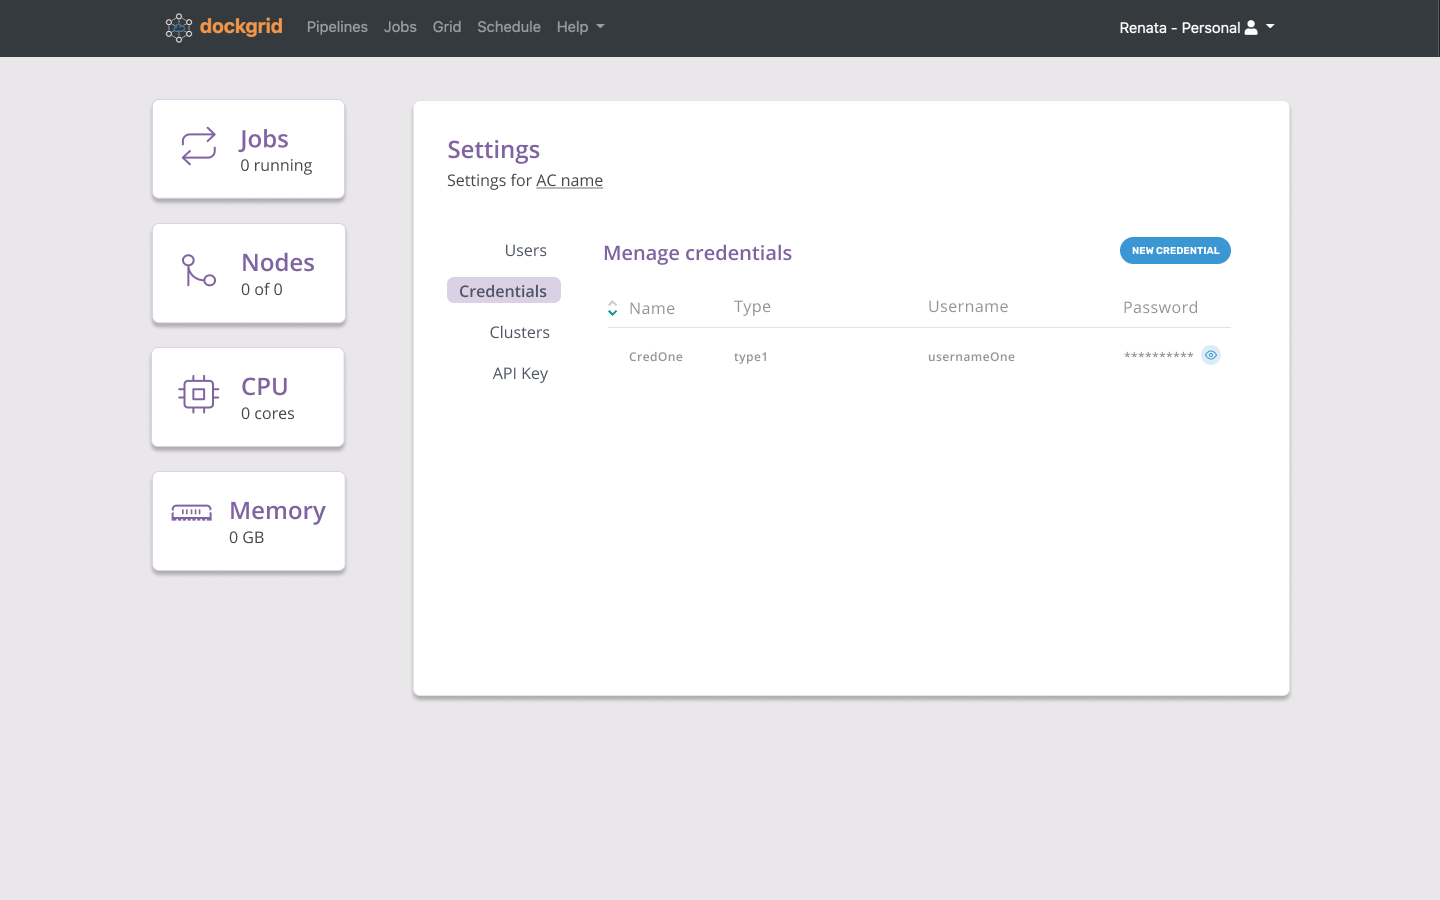 dockgrid Pipelines Jobs Grid Schedule Help Renata - Personal
Jobs
0 running
Nodes
0 of 0
CPU
0 cores
Memory
0 GB
Settings
Settings for AC name
Users
Credentials
Clusters
API Key
Menage credentials NEW CREDENTIAL
Name Type Username Password
CredOne type1 usernameOne **********